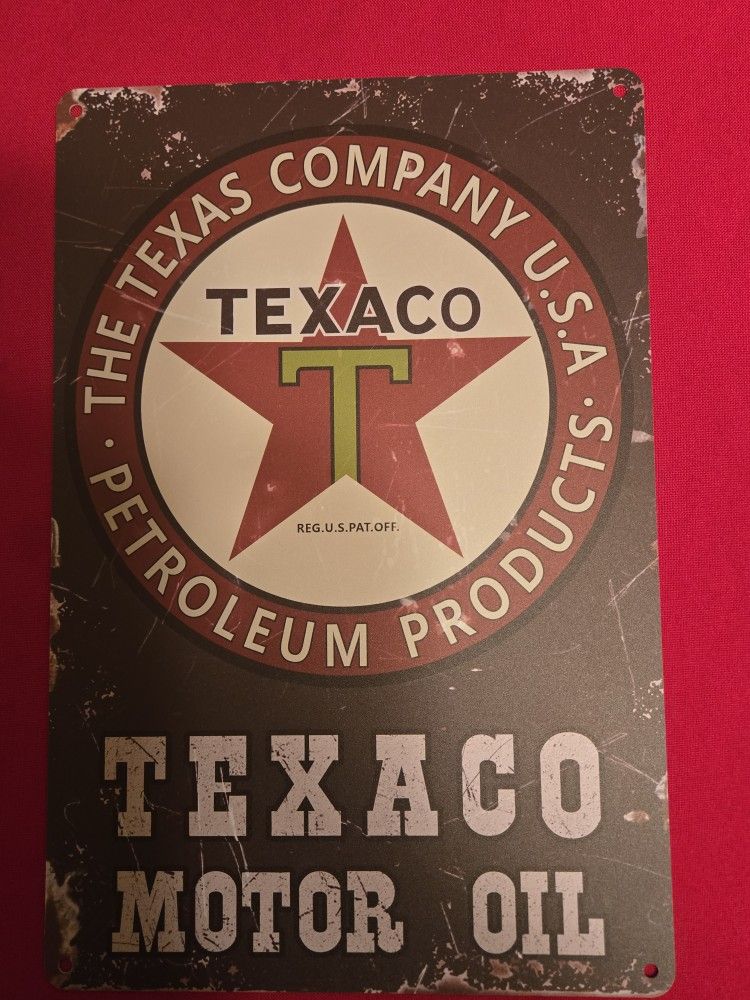 THE TEXAS COMPANY U.S.A
TEXACO
T
REG.U.S.PAT.OFF.
· PETROLEUM PRODUCTS ·
TEXACO
MOTOR OIL